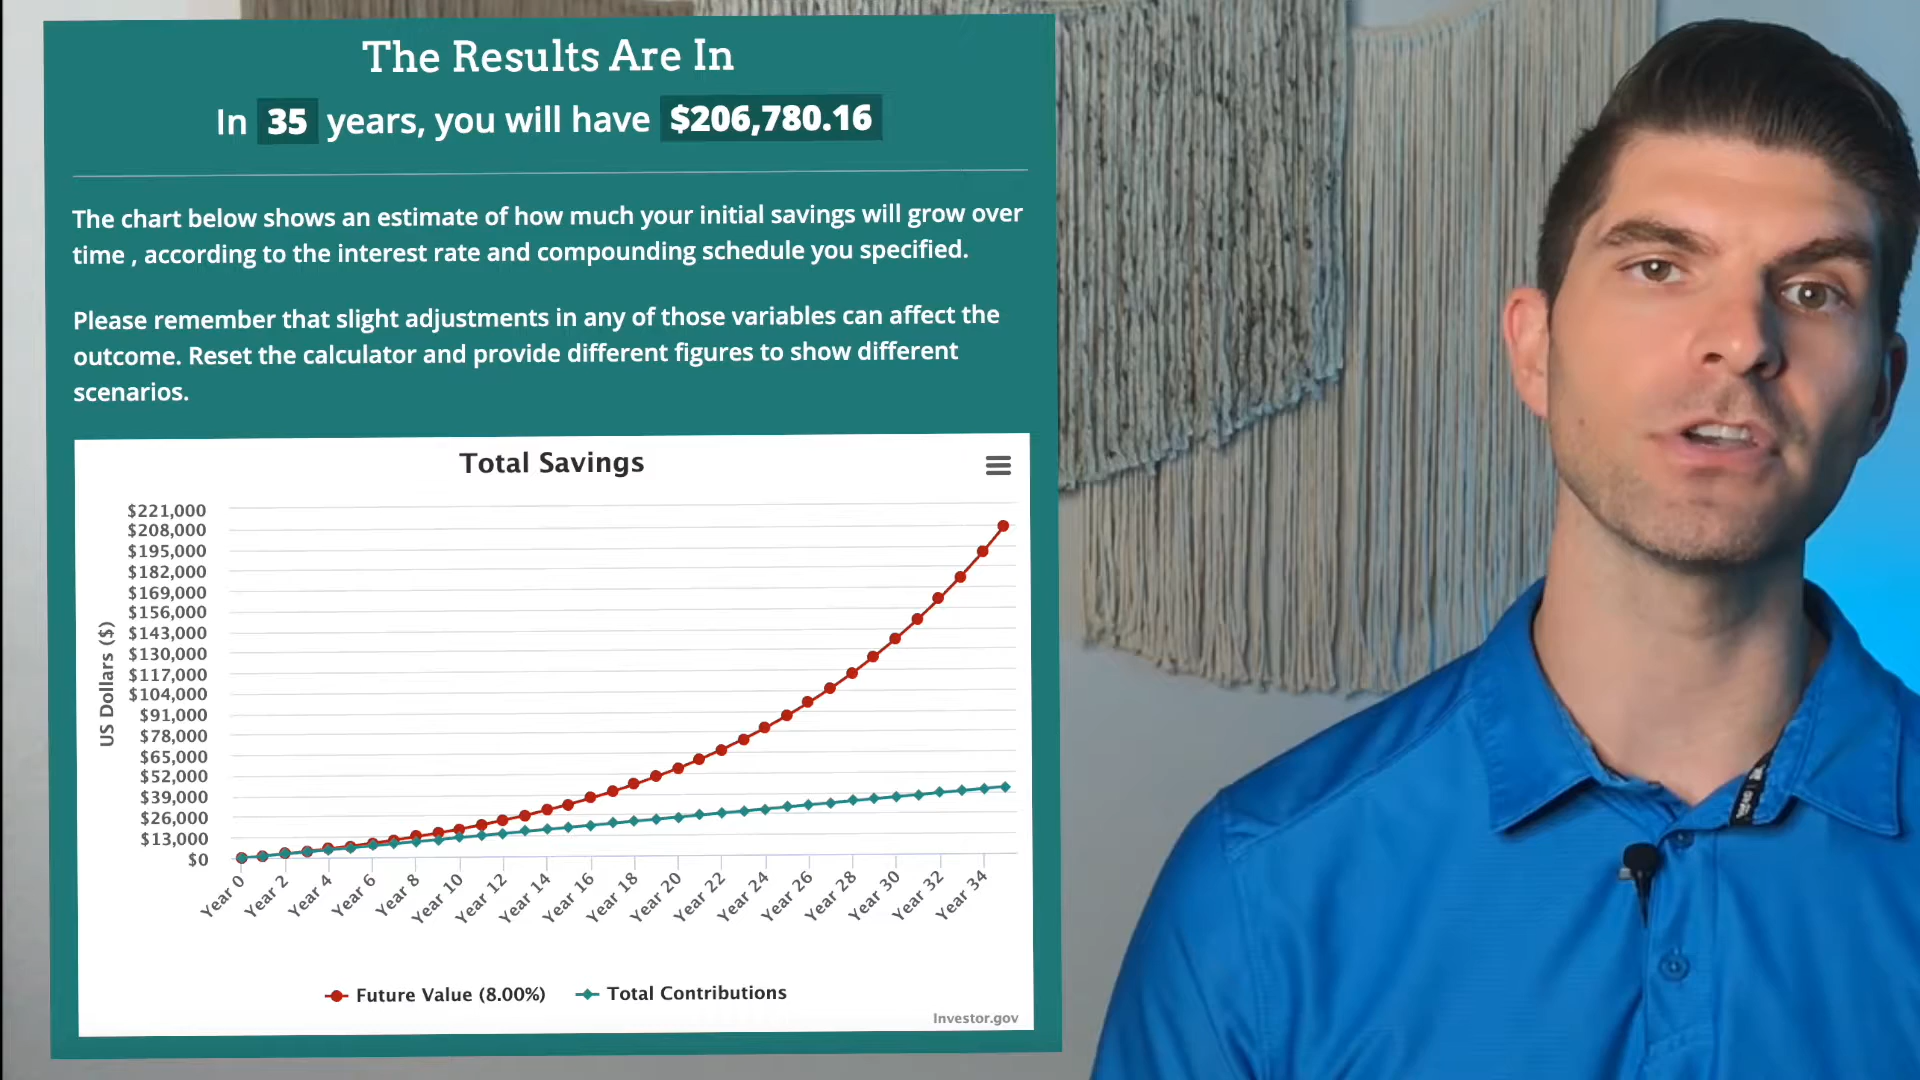 The Results Are In
In 35 years, you will have $206,780.16
The chart below shows an estimate of how much your initial savings will grow over
time , according to the interest rate and compounding schedule you specified.
Please remember that slight adjustments in any of those variables can affect the
outcome. Reset the calculator and provide different figures to show different
scenarios.
Total Savings
US Dollars ($)
$221,000
$208,000
$195,000
$182,000
$169,000
$156,000
$143,000
$130,000
$117,000
$104,000
$91,000
$78,000
$65,000
$52,000
$39,000
$26,000
$13,000
$0
Year 0
Year 2
Year 4
Year 6
Year 8
Year 10
Year 12
Year 14
Year 16
Year 18
Year 20
Year 22
Year 24
Year 26
Year 28
Year 30
Year 32
Year 34
Future Value (8.00%)
Total Contributions
Investor.gov